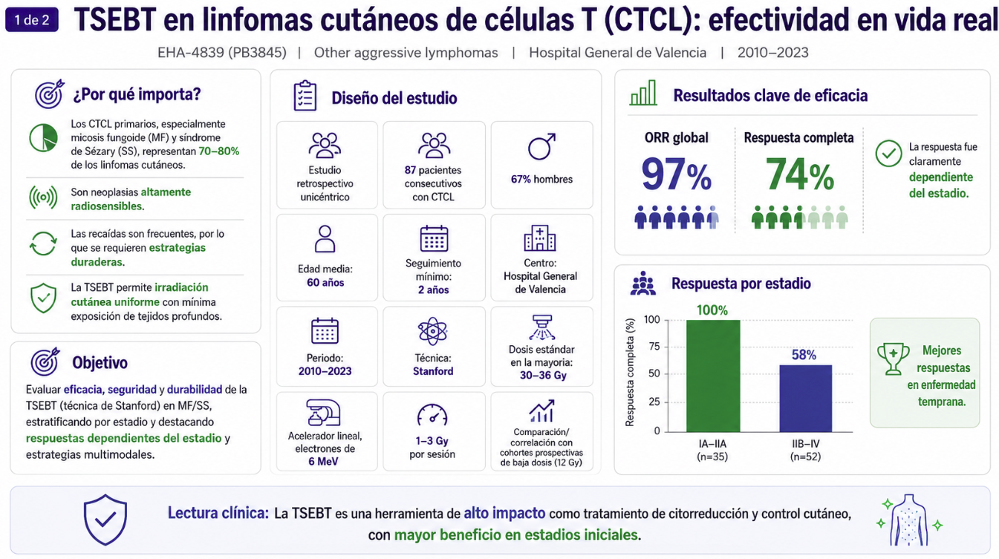 1 de 2
TSEBT en linfomas cutáneos de células T (CTCL): efectividad en vida real
EHA-4839 (PB3845) | Other aggressive lymphomas | Hospital General de Valencia | 2010–2023
¿Por qué importa?
Los CTCL primarios, especialmente
micosis fungoide (MF) y síndrome
de Sézary (SS), representan 70–80%
de los linfomas cutáneos.
Son neoplasias altamente
radiosensibles.
Las recaídas son frecuentes, por lo
que se requieren estrategias
duraderas.
La TSEBT permite irradiación
cutánea uniforme con mínima
exposición de tejidos profundos.
Objetivo
Evaluar eficacia, seguridad y durabilidad de la
TSEBT (técnica de Stanford) en MF/SS,
estratificando por estadio y destacando
respuestas dependientes del estadio y
estrategias multimodales.
Diseño del estudio
Estudio
retrospectivo
unicéntrico
87 pacientes
consecutivos
con CTCL
67% hombres
Edad media:
60 años
Seguimiento
mínimo:
2 años
Centro:
Hospital General
de Valencia
Periodo:
2010–2023
Técnica:
Stanford
Dosis estándar
en la mayoria:
30–36 Gy
Acelerador lineal,
electrones de
6 MeV
1–3 Gy
por sesión
Comparación/
correlación con
cohortes prospectivas
de baja dosis (12 Gy)
Resultados clave de eficacia
ORR global
97%
Respuesta completa
74%
La respuesta fue
claramente
dependiente
del estadio.
Respuesta por estadio
Respuesta completa (%)
100
75
50
25
0
100%
58%
IA–IIA
(n=35)
IIB–IV
(n=52)
Mejores
respuestas
en enfermedad
temprana.
Lectura clínica: La TSEBT es una herramienta de alto impacto como tratamiento de citorreducción y control cutáneo,
con mayor beneficio en estadios iniciales.